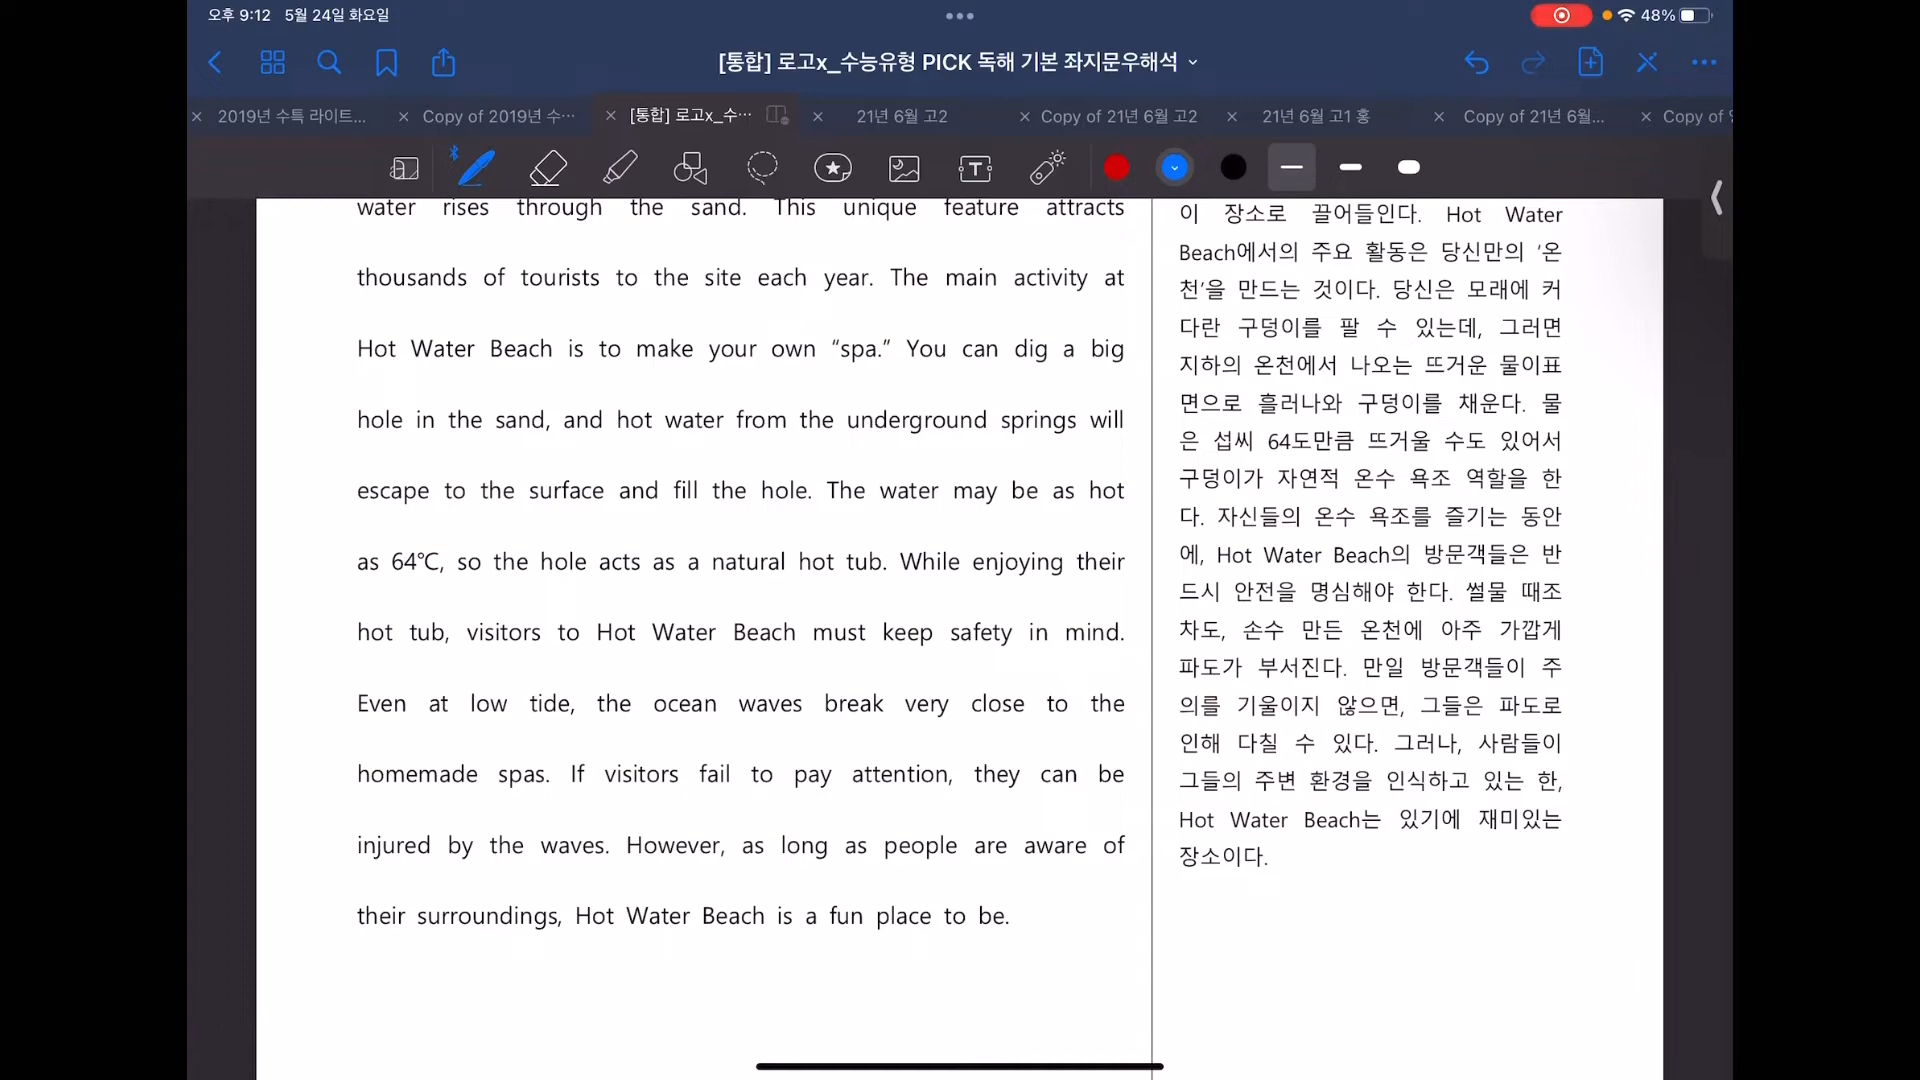 오후 9:12 5월 24일 화요일
48%
[통합] 로고x_수능유형 PICK 독해 기본 좌지문우해석
2019년 수특 라이트...
Copy of 2019년 수...
[통합] 로고x_수...
21년 6월 고2
Copy of 21년 6월 고2
21년 6월 고1 홍
Copy of 21년 6월...
Copy of
water rises through the sand. This unique feature attracts
thousands of tourists to the site each year. The main activity at
Hot Water Beach is to make your own “spa.” You can dig a big
hole in the sand, and hot water from the underground springs will
escape to the surface and fill the hole. The water may be as hot
as 64℃, so the hole acts as a natural hot tub. While enjoying their
hot tub, visitors to Hot Water Beach must keep safety in mind.
Even at low tide, the ocean waves break very close to the
homemade spas. If visitors fail to pay attention, they can be
injured by the waves. However, as long as people are aware of
their surroundings, Hot Water Beach is a fun place to be.
이 장소로 끌어들인다. Hot Water
Beach에서의 주요 활동은 당신만의 ‘온
천’을 만드는 것이다. 당신은 모래에 커
다란 구덩이를 팔 수 있는데, 그러면
지하의 온천에서 나오는 뜨거운 물이표
면으로 흘러나와 구덩이를 채운다. 물
은 섭씨 64도만큼 뜨거울 수도 있어서
구덩이가 자연적 온수 욕조 역할을 한
다. 자신들의 온수 욕조를 즐기는 동안
에, Hot Water Beach의 방문객들은 반
드시 안전을 명심해야 한다. 썰물 때조
차도, 손수 만든 온천에 아주 가깝게
파도가 부서진다. 만일 방문객들이 주
의를 기울이지 않으면, 그들은 파도로
인해 다칠 수 있다. 그러나, 사람들이
그들의 주변 환경을 인식하고 있는 한,
Hot Water Beach는 있기에 재미있는
장소이다.